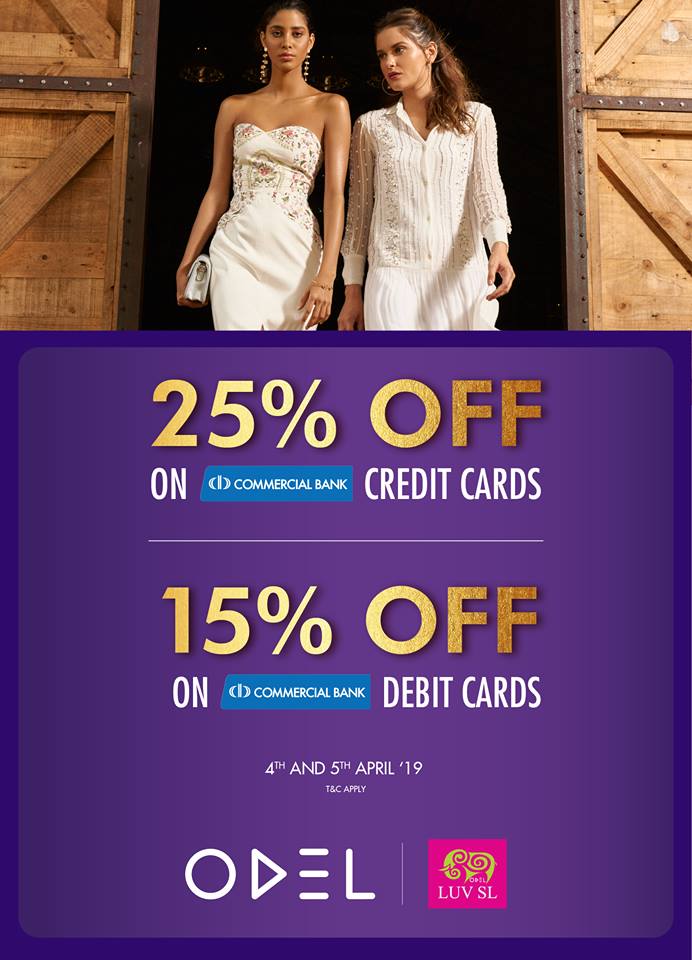 25% OFF
ON COMMERCIAL BANK CREDIT CARDS
15% OFF
ON COMMERCIAL BANK DEBIT CARDS
4TH AND 5TH APRIL ‘19
T&C APPLY
ODEL
ODEL
LUV SL